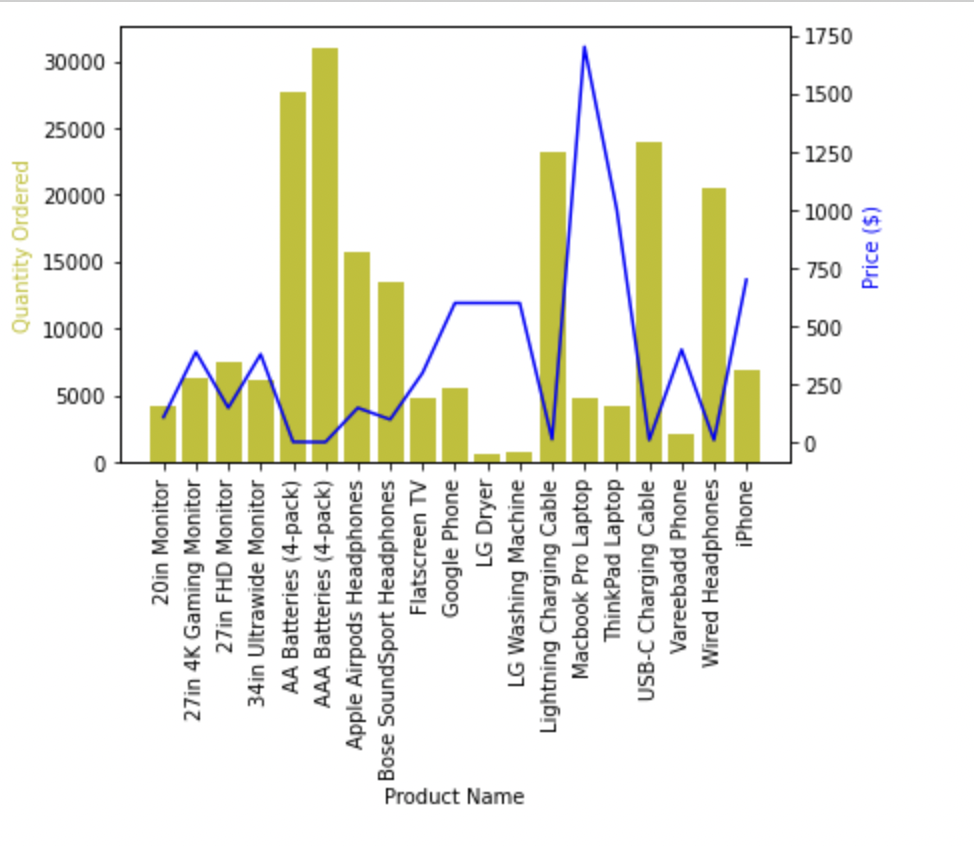 Quantity Ordered
30000
25000
20000
15000
10000
5000
0
1750
1500
1250
1000
750
500
250
0
Price ($)
20in Monitor
27in 4K Gaming Monitor
27in FHD Monitor
34in Ultrawide Monitor
AA Batteries (4-pack)
AAA Batteries (4-pack)
Apple Airpods Headphones
Bose SoundSport Headphones
Flatscreen TV
Google Phone
LG Dryer
LG Washing Machine
Lightning Charging Cable
Macbook Pro Laptop
ThinkPad Laptop
USB-C Charging Cable
Vareebadd Phone
Wired Headphones
iPhone
Product Name